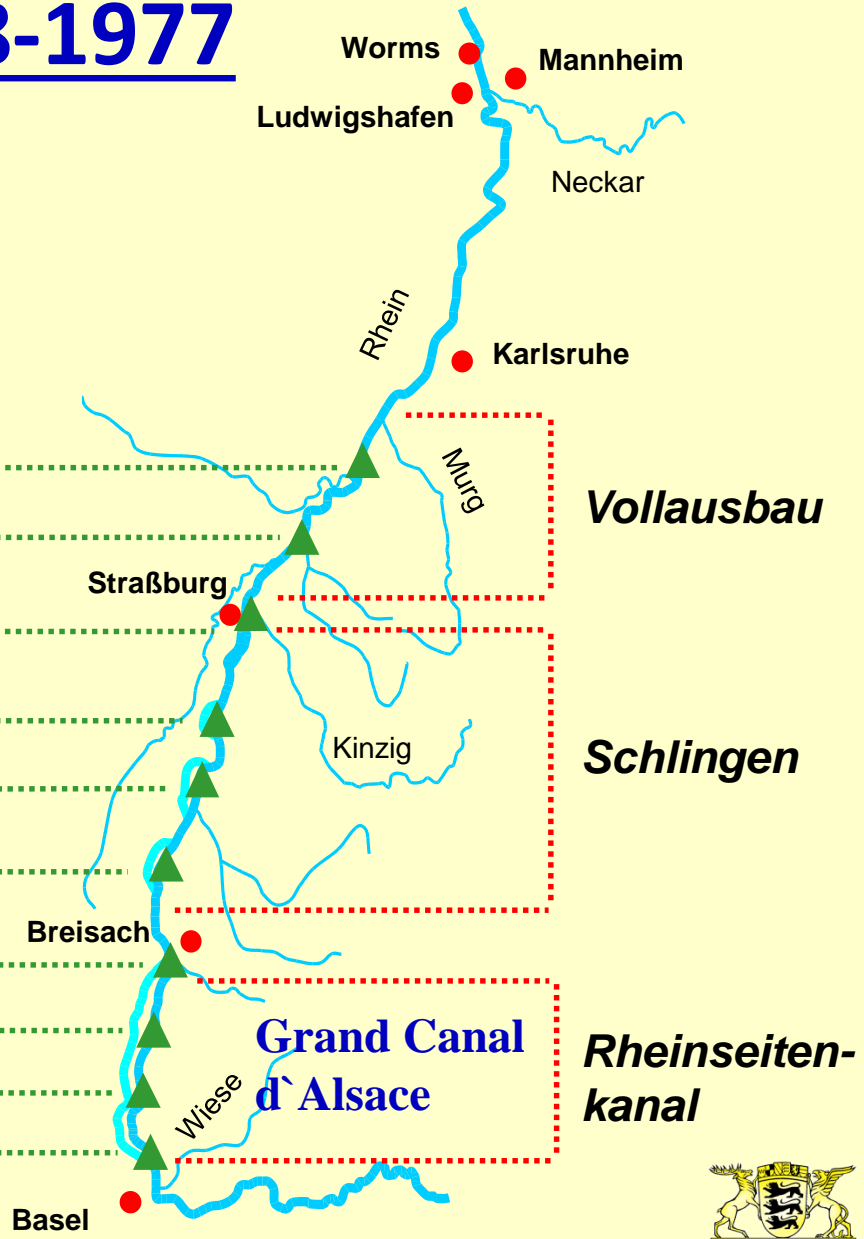 3-1977
Worms
Mannheim
Ludwigshafen
Neckar
Rhein
Karlsruhe
Murg
Vollausbau
Straßburg
Kinzig
Schlingen
Breisach
Grand Canal
d`Alsace
Rheinseiten-
kanal
Wiese
Basel